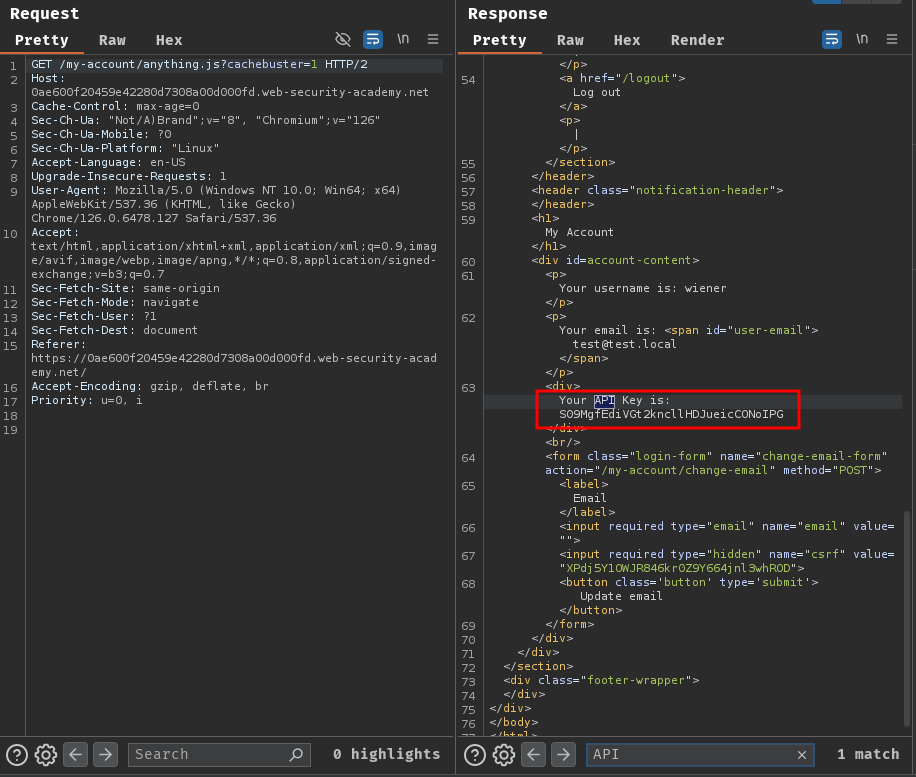 Request
Pretty Raw Hex \n
1 GET /my-account/anything.js?cachebuster=1 HTTP/2
2 Host:
0ae600f20459e42280d7308a00d000fd.web-security-academy.net
3 Cache-Control: max-age=0
4 Sec-Ch-Ua: "Not/A)Brand";v="8", "Chromium";v="126"
5 Sec-Ch-Ua-Mobile: ?0
6 Sec-Ch-Ua-Platform: "Linux"
7 Accept-Language: en-US
8 Upgrade-Insecure-Requests: 1
9 User-Agent: Mozilla/5.0 (Windows NT 10.0; Win64; x64)
AppleWebKit/537.36 (KHTML, like Gecko)
Chrome/126.0.6478.127 Safari/537.36
10 Accept:
text/html,application/xhtml+xml,application/xml;q=0.9,imag
e/avif,image/webp,image/apng,*/*;q=0.8,application/signed-
exchange;v=b3;q=0.7
11 Sec-Fetch-Site: same-origin
12 Sec-Fetch-Mode: navigate
13 Sec-Fetch-User: ?1
14 Sec-Fetch-Dest: document
15 Referer:
https://0ae600f20459e42280d7308a00d000fd.web-security-acad
emy.net/
16 Accept-Encoding: gzip, deflate, br
17 Priority: u=0, i
18
19
Search
0 highlights
Response
Pretty Raw Hex Render \n
</p>
54 <a href="/logout">
Log out
</a>
<p>
|
</p>
55 </section>
56 </header>
57 <header class="notification-header">
58 </header>
59 <h1>
My Account
</h1>
60 <div id=account-content>
61 <p>
Your username is: wiener
</p>
62 <p>
Your email is: <span id="user-email">
test@test.local
</span>
</p>
63 <div>
Your API Key is:
S09MgfEdiVGt2kncllHDJueicCONoIPG
</div>
<br/>
64 <form class="login-form" name="change-email-form"
action="/my-account/change-email" method="POST">
65 <label>
Email
</label>
66 <input required type="email" name="email" value=
"">
67 <input required type="hidden" name="csrf" value=
"XPdj5Y1OWJR846kr0Z9Y664jnl3whROD">
68 <button class='button' type='submit'>
Update email
</button>
69 </form>
70 </div>
71 </div>
72 </section>
73 <div class="footer-wrapper">
74 </div>
75 </div>
76 </body>
77 </html>
API
1 match